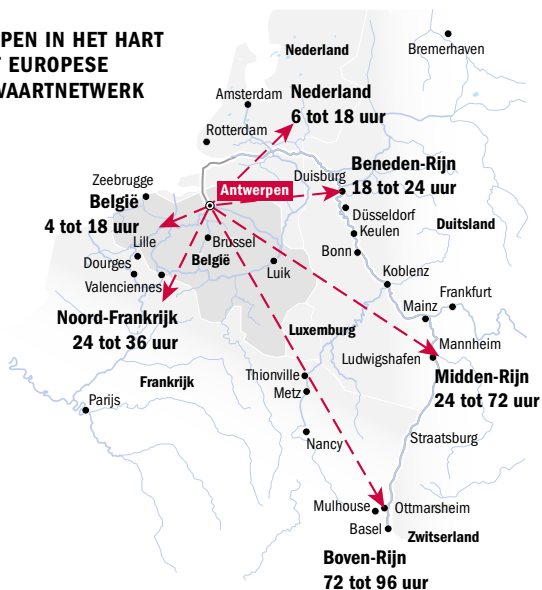 PEN IN HET HART
EUROPESE
VAARTNETWERK
Nederland
Bremerhaven
Amsterdam
Nederland
6 tot 18 uur
Rotterdam
Beneden-Rijn
18 tot 24 uur
Duisburg
Zeebrugge
Antwerpen
België
4 tot 18 uur
Düsseldorf
Keulen
Duitsland
Lille
Brussel
België
Bonn
Dourges
Luik
Valenciennes
Koblenz
Frankfurt
Mainz
Noord-Frankrijk
24 tot 36 uur
Luxemburg
Mannheim
Ludwigshafen
Midden-Rijn
24 tot 72 uur
Thionville
Frankrijk
Metz
Parijs
Nancy
Straatsburg
Mulhouse
Ottmarsheim
Basel
Zwitserland
Boven-Rijn
72 tot 96 uur